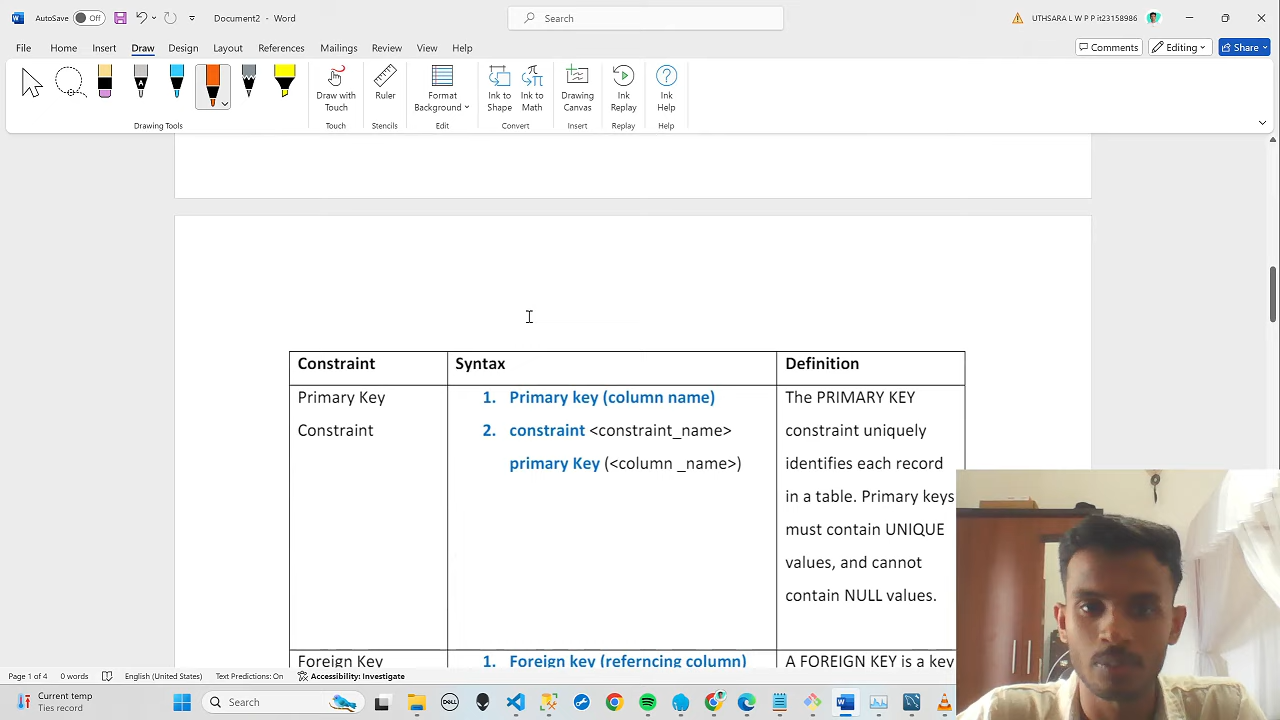 AutoSave Off Document2 - Word Search UTHSARA L W P P it23158986
File Home Insert Draw Design Layout References Mailings Review View Help Comments Editing Share
Draw with Touch Ruler Format Background Ink to Shape Ink to Math Drawing Canvas Ink Replay Ink Help
Drawing Tools Touch Stencils Edit Convert Insert Replay Help
Constraint Syntax Definition
Primary Key 1. Primary key (column name) The PRIMARY KEY
Constraint 2. constraint <constraint_name> constraint uniquely
primary Key (<column _name>) identifies each record
in a table. Primary keys
must contain UNIQUE
values, and cannot
contain NULL values.
Foreign Key 1. Foreign key (referncing column) A FOREIGN KEY is a key
Page 1 of 4 0 words English (United States) Text Predictions: On Accessibility: Investigate
Current temp
Ties record
Search
DELL